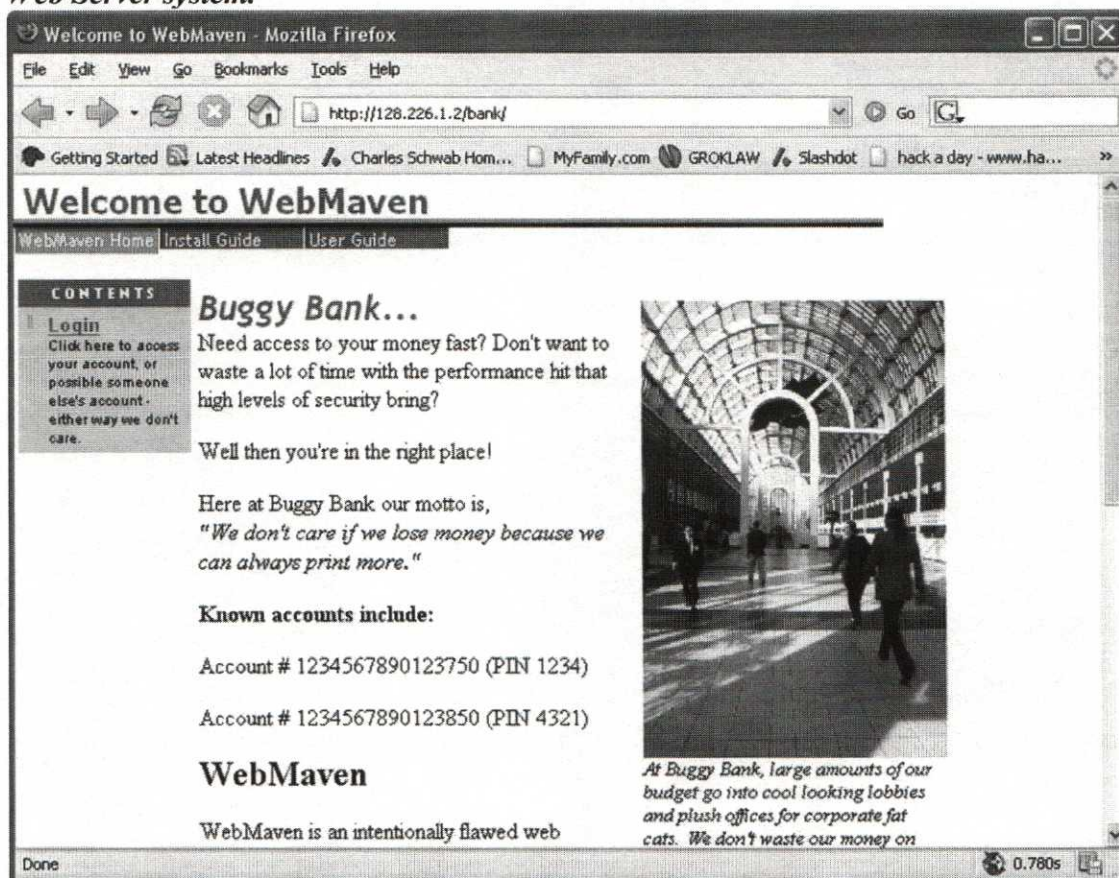 Web Server system.
Welcome to WebMaven - Mozilla Firefox
File Edit View Go Bookmarks Tools Help
http://128.226.1.2/bank/ Go G
Getting Started Latest Headlines Charles Schwab Hom... MyFamily.com GROKLAW Slashdot hack a day - www.ha... »
Welcome to WebMaven
WebMaven Home Install Guide User Guide
CONTENTS
Login
Click here to access
your account, or
possible someone
else's account -
either way we don't
care.
Buggy Bank...
Need access to your money fast? Don't want to
waste a lot of time with the performance hit that
high levels of security bring?
Well then you're in the right place!
Here at Buggy Bank our motto is,
"We don't care if we lose money because we
can always print more."
Known accounts include:
Account # 1234567890123750 (PIN 1234)
Account # 1234567890123850 (PIN 4321)
WebMaven
WebMaven is an intentionally flawed web
At Buggy Bank, large amounts of our
budget go into cool looking lobbies
and plush offices for corporate fat
cats. We don't waste our money on
Done 0.780s